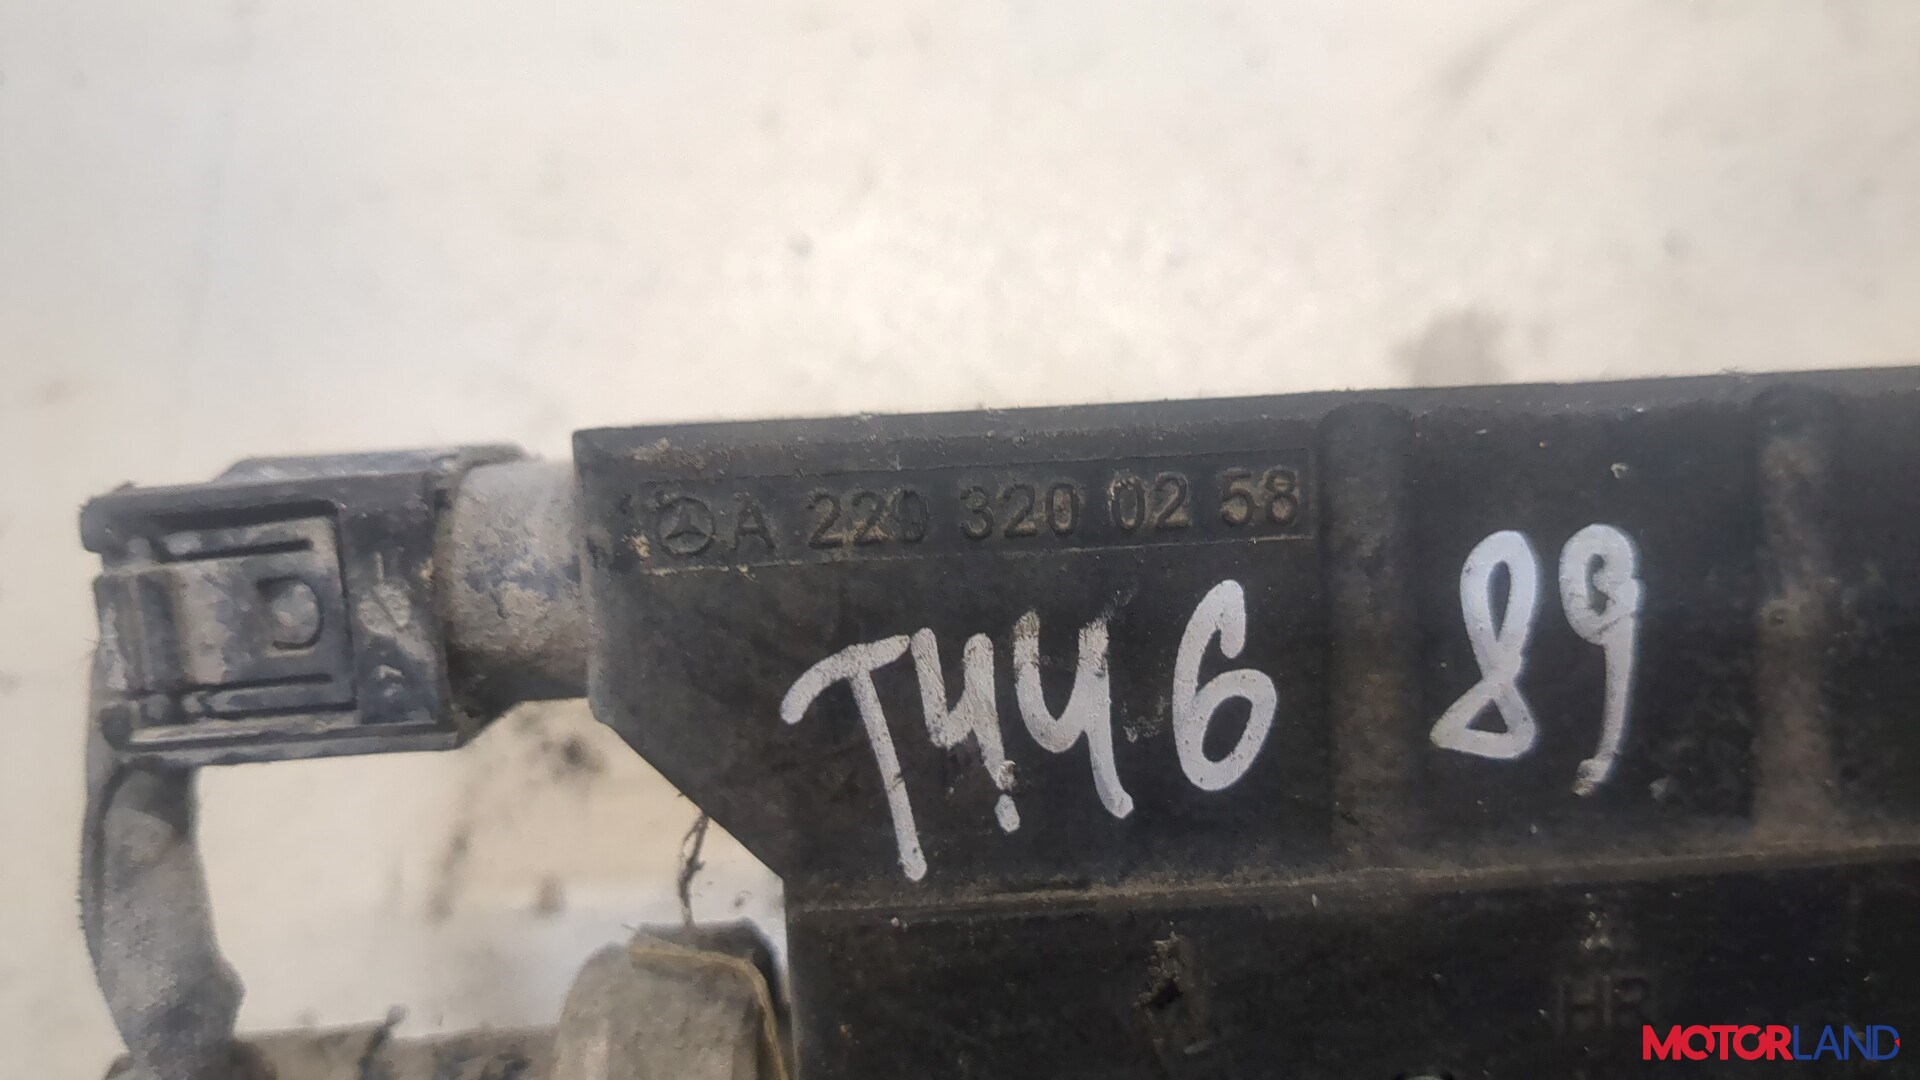 A 220 320 02 58
T446 89
HR
MOTORLAND